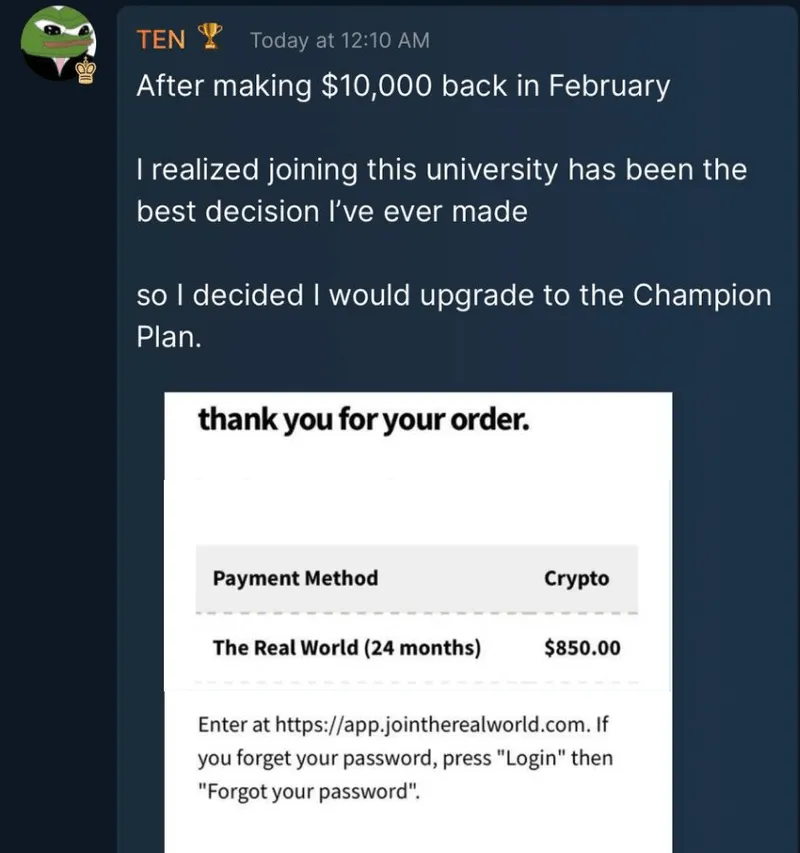 TEN 🏆 Today at 12:10 AM
After making $10,000 back in February
I realized joining this university has been the
best decision I’ve ever made
so I decided I would upgrade to the Champion
Plan.
thank you for your order.
Payment Method Crypto
The Real World (24 months) $850.00
Enter at https://app.jointherealworld.com. If
you forget your password, press "Login" then
"Forgot your password".